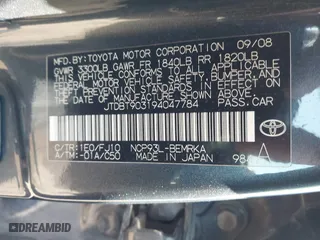 MFD. BY: TOYOTA MOTOR CORPORATION 09/08
GVWR 3300LB GAWR FR 1840LB RR 1820LB
THIS VEHICLE CONFORMS TO ALL APPLICABLE
FEDERAL MOTOR VEHICLE SAFETY,
BUMPER, AND THEFT PREVENTION STANDARDS
IN EFFECT ON THE DATE OF
MANUFACTURE SHOWN ABOVE.
JTDBT903194047784 PASS. CAR
C/TR: 1E0/FJ10 NCP93L-BEMRKA
A/TM: -01A/C50 MADE IN JAPAN
TOYOTA